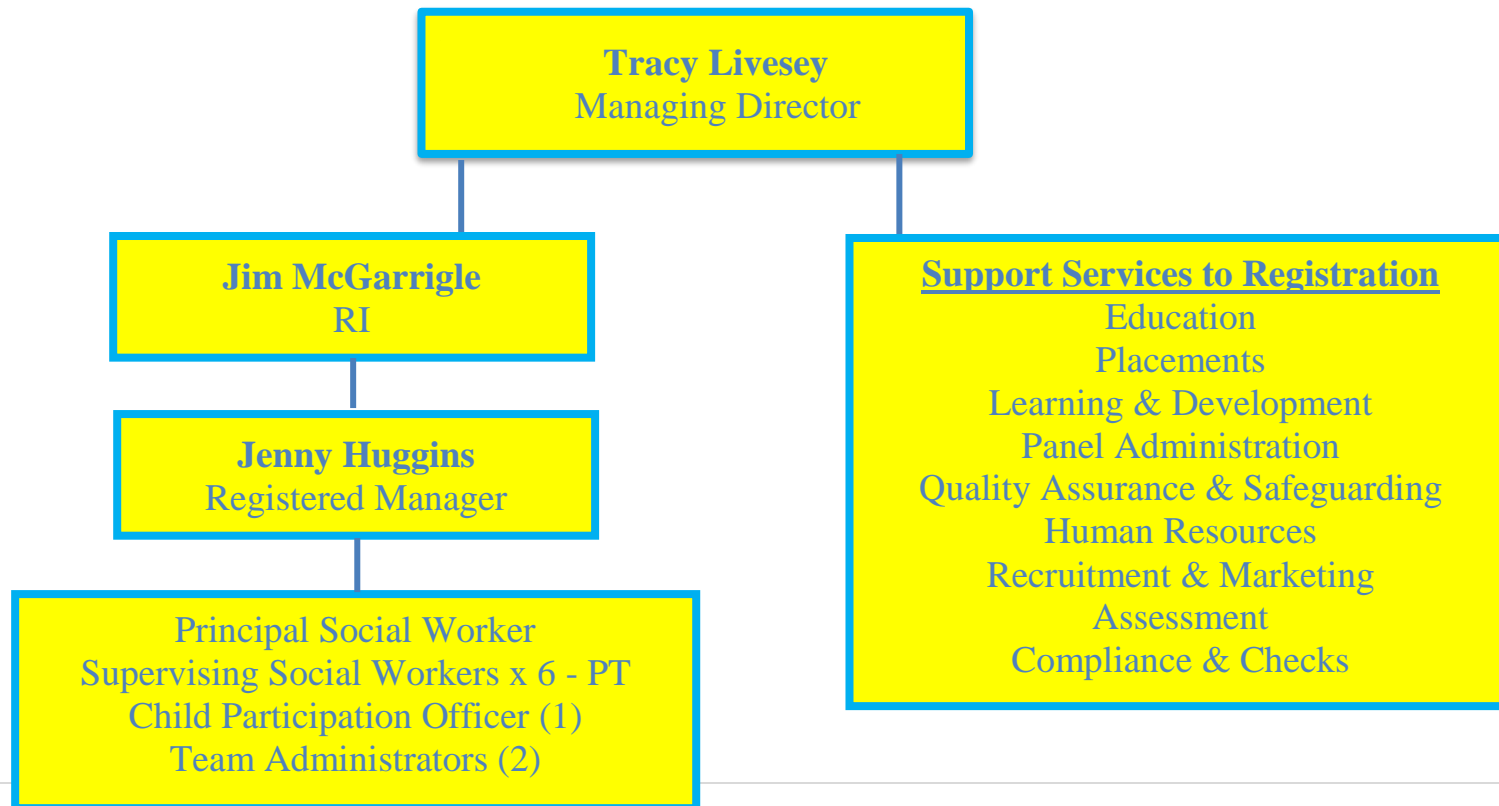 Tracy Livesey
Managing Director
Jim McGarrigle
RI
Jenny Huggins
Registered Manager
Principal Social Worker
Supervising Social Workers x 6 - PT
Child Participation Officer (1)
Team Administrators (2)
Support Services to Registration
Education
Placements
Learning & Development
Panel Administration
Quality Assurance & Safeguarding
Human Resources
Recruitment & Marketing
Assessment
Compliance & Checks